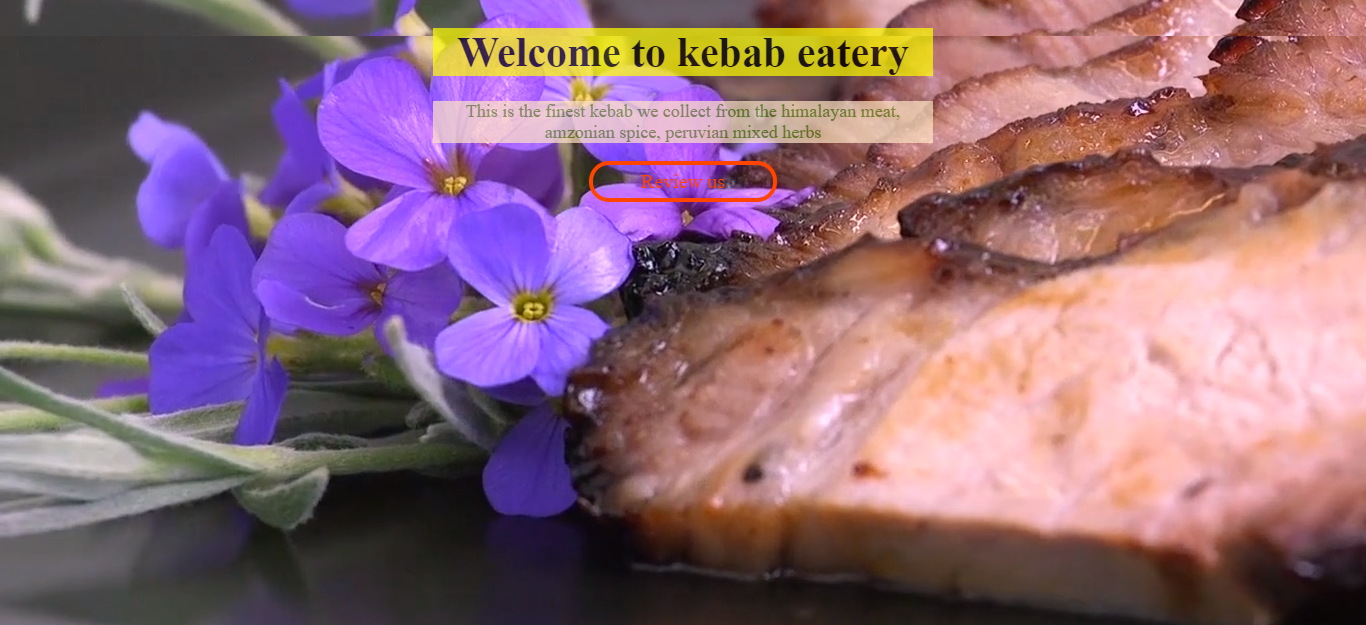 Welcome to kebab eatery
This is the finest kebab we collect from the himalayan meat,
amzonian spice, peruvian mixed herbs
Review us